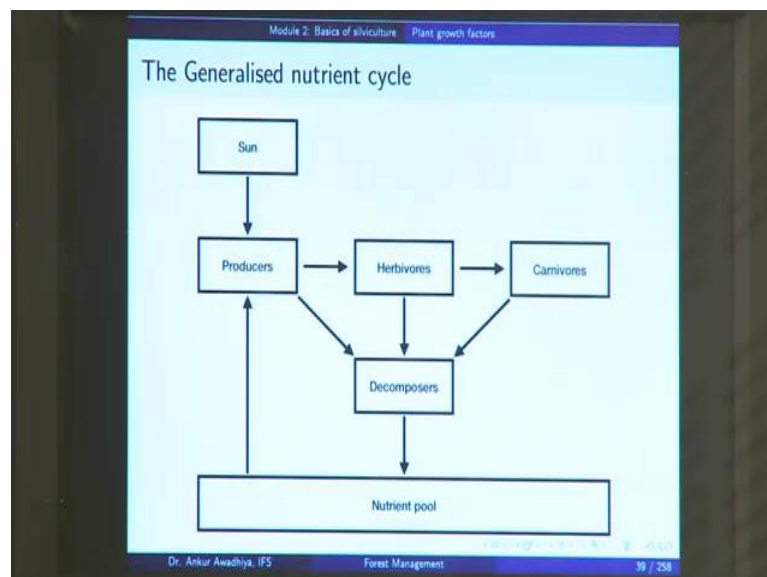 Module 2: Basics of silviculture Plant growth factors
The Generalised nutrient cycle
Sun
Producers
Herbivores
Carnivores
Decomposers
Nutrient pool
Dr. Ankur Awadhiya, IFS Forest Management 39 / 258